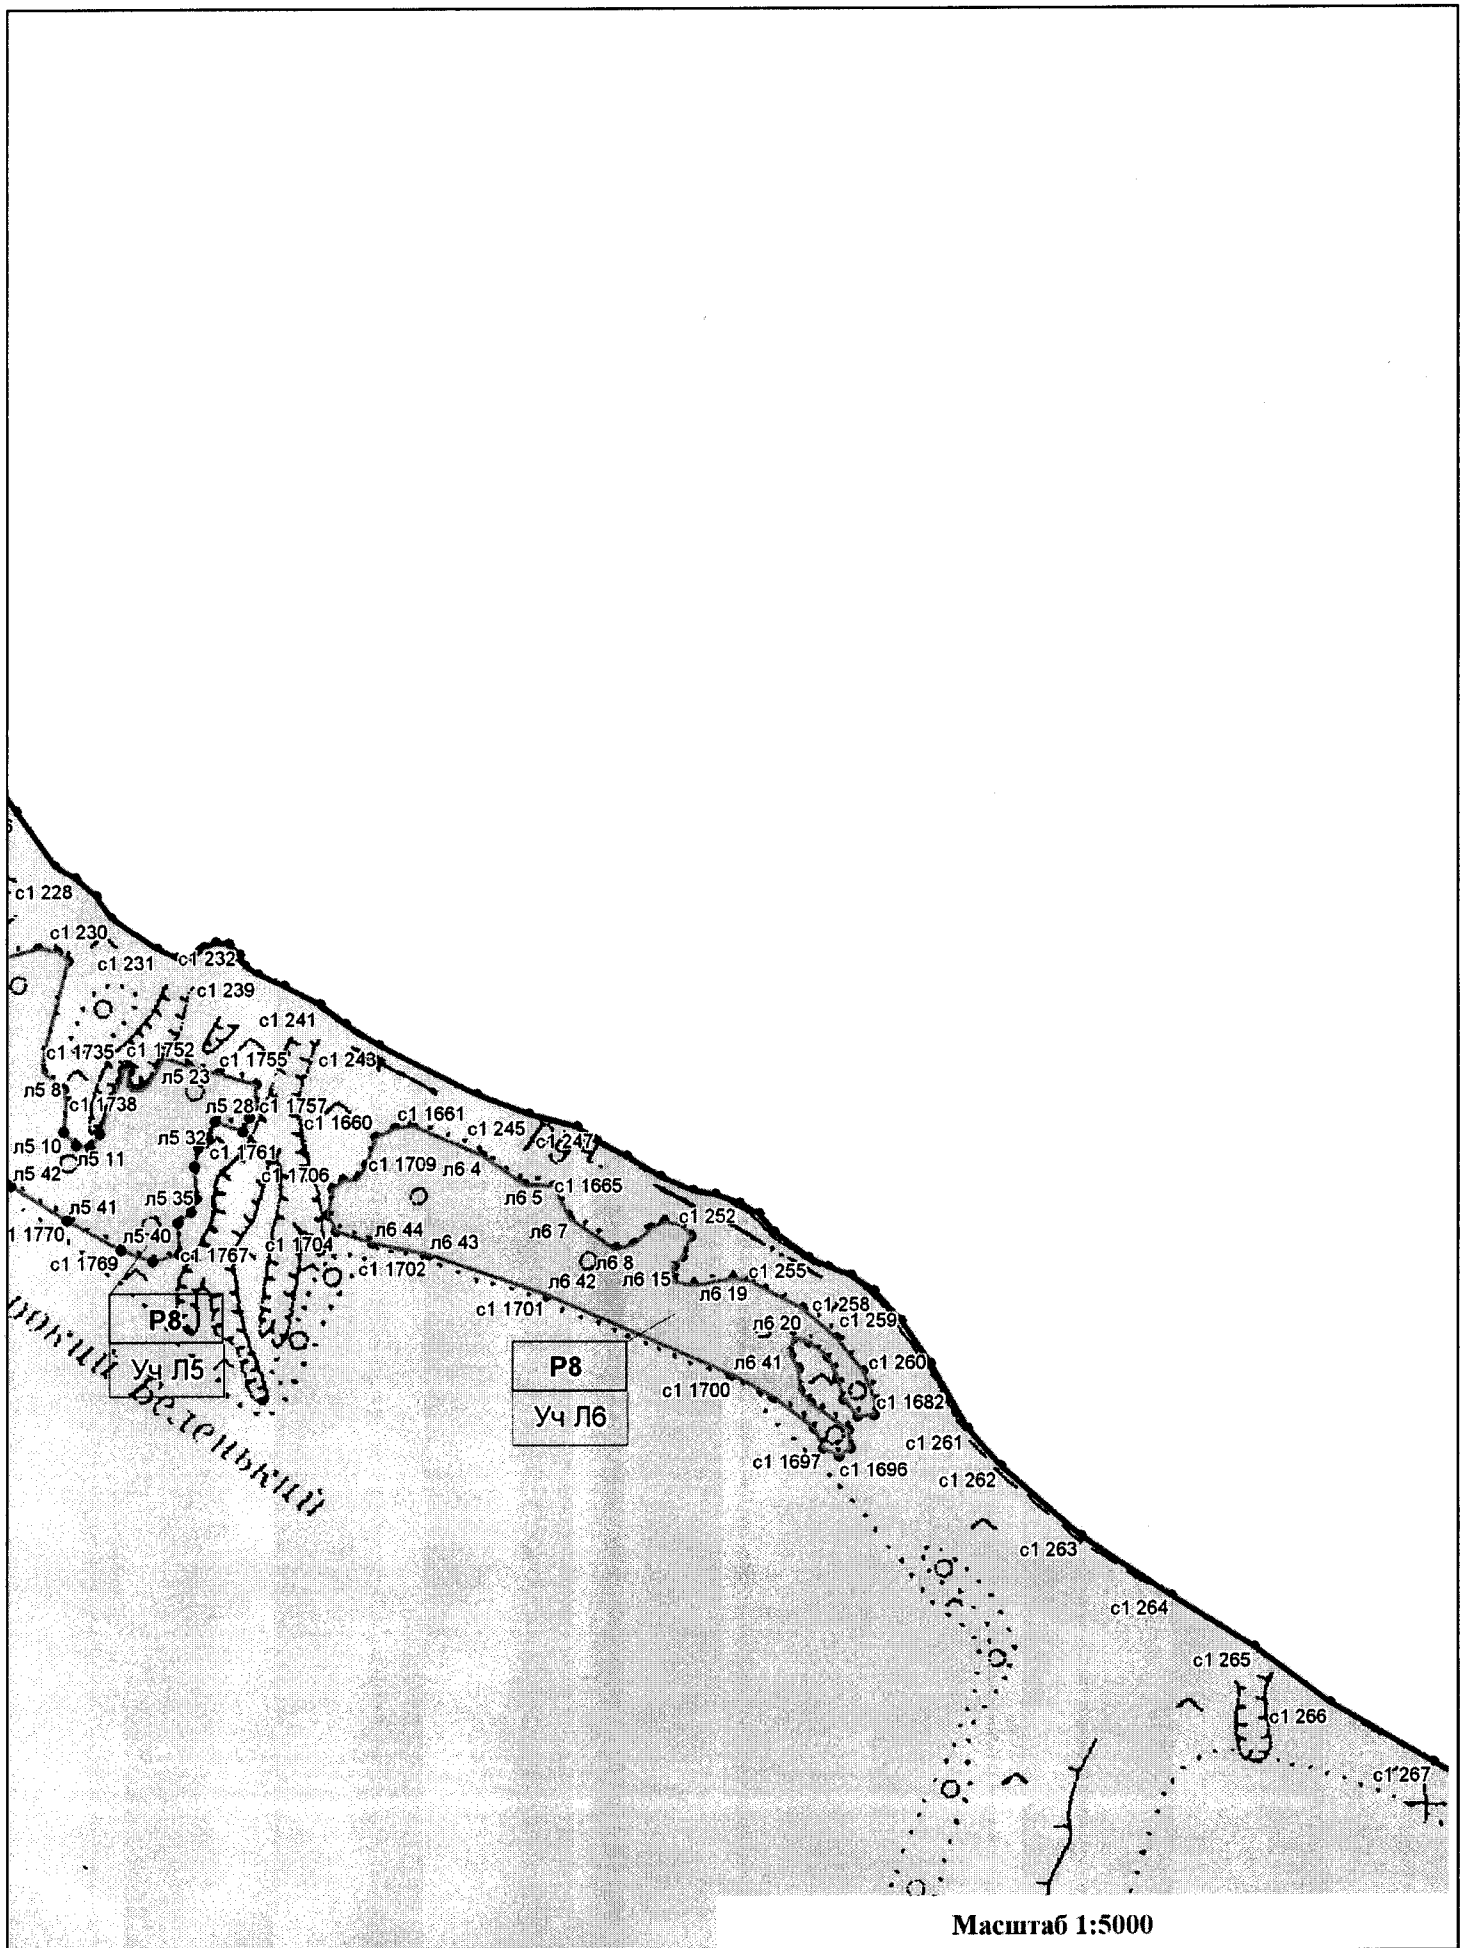 с1 228
с1 230
с1 231
с1 232
с1 239
с1 241
с1 243
с1 1735
с1 1752
с1 1755
л5 8
л5 23
с1 1738
л5 28
с1 1757
с1 1660
с1 1661
с1 245
с1 247
л5 10
л5 11
л5 32
с1 1761
с1 1709
л6 4
л5 42
с1 1706
л6 5
с1 1665
л5 41
л5 35
л6 7
с1 252
1 1770
л5 40
с1 1769
с1 1767
с1 1704
л6 44
л6 43
с1 1702
л6 8
л6 42
л6 15
с1 255
л6 19
с1 1701
с1 258
с1 259
л6 20
Р8
Уч Л5
Р8
Уч Л6
л6 41
с1 260
с1 1700
с1 1682
с1 261
с1 1697
с1 1696
с1 262
Беленький
с1 263
с1 264
с1 265
с1 266
с1 267
Масштаб 1:5000